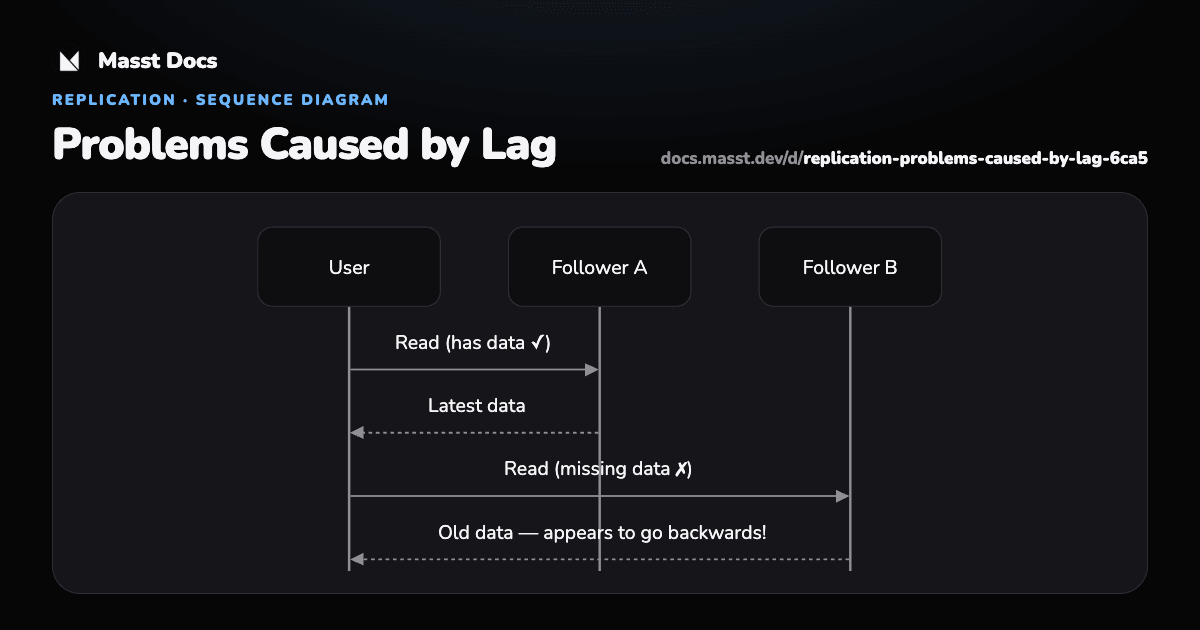 Masst Docs
REPLICATION · SEQUENCE DIAGRAM
Problems Caused by Lag
docs.masst.dev/d/replication-problems-caused-by-lag-6ca5
User
Follower A
Follower B
Read (has data ✓)
Latest data
Read (missing data ✗)
Old data — appears to go backwards!